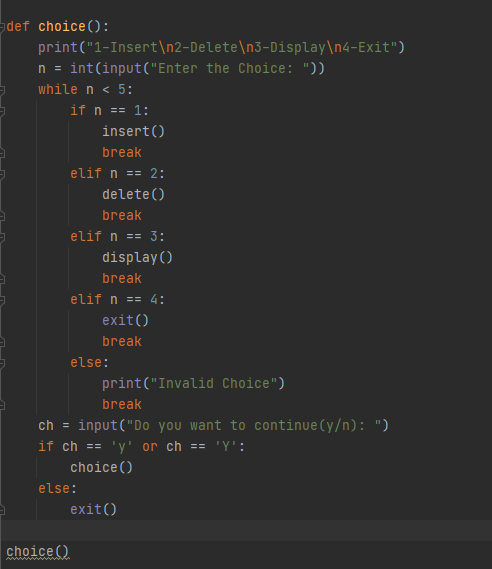 def choice():
    print("1-Insert\n2-Delete\n3-Display\n4-Exit")
    n = int(input("Enter the Choice: "))
    while n < 5:
        if n == 1:
            insert()
            break
        elif n == 2:
            delete()
            break
        elif n == 3:
            display()
            break
        elif n == 4:
            exit()
            break
        else:
            print("Invalid Choice")
            break
    ch = input("Do you want to continue(y/n): ")
    if ch == 'y' or ch == 'Y':
        choice()
    else:
        exit()
choice()